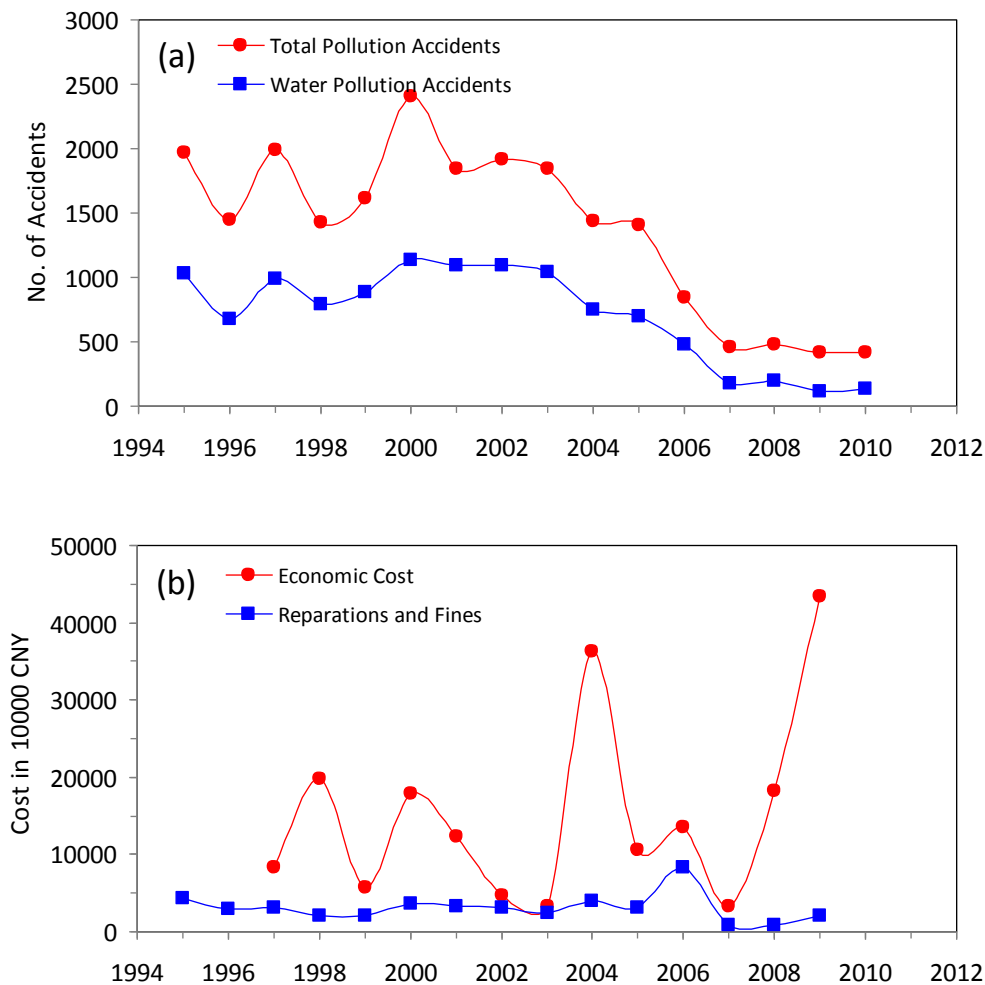 3000
(a)
Total Pollution Accidents
2500
Water Pollution Accidents
2000
1500
1000
500
0
No. of Accidents
1994 1996 1998 2000 2002 2004 2006 2008 2010 2012
50000
(b)
Economic Cost
40000
Reparations and Fines
30000
20000
10000
0
Cost in 10000 CNY
1994 1996 1998 2000 2002 2004 2006 2008 2010 2012